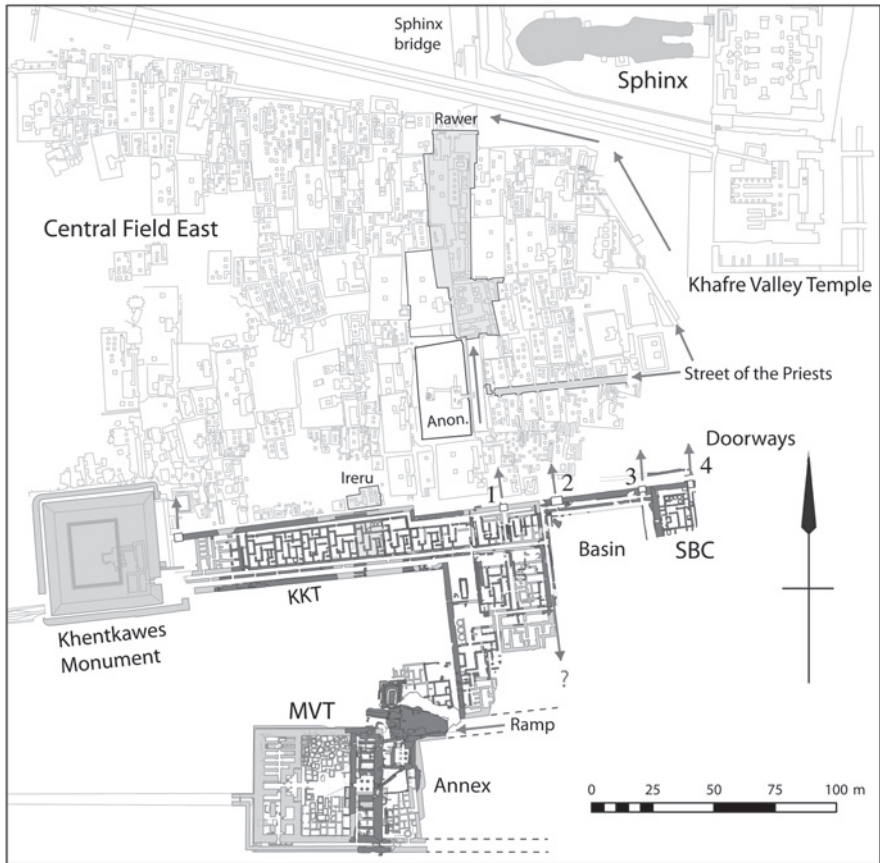 Sphinx
bridge
Sphinx
Rawer
Central Field East
Khafre Valley Temple
Street of the Priests
Anon.
Doorways
Ireru
1
2
3
4
Basin
SBC
KKT
Khentkawes
Monument
?
MVT
Ramp
Annex
0 25 50 75 100 m